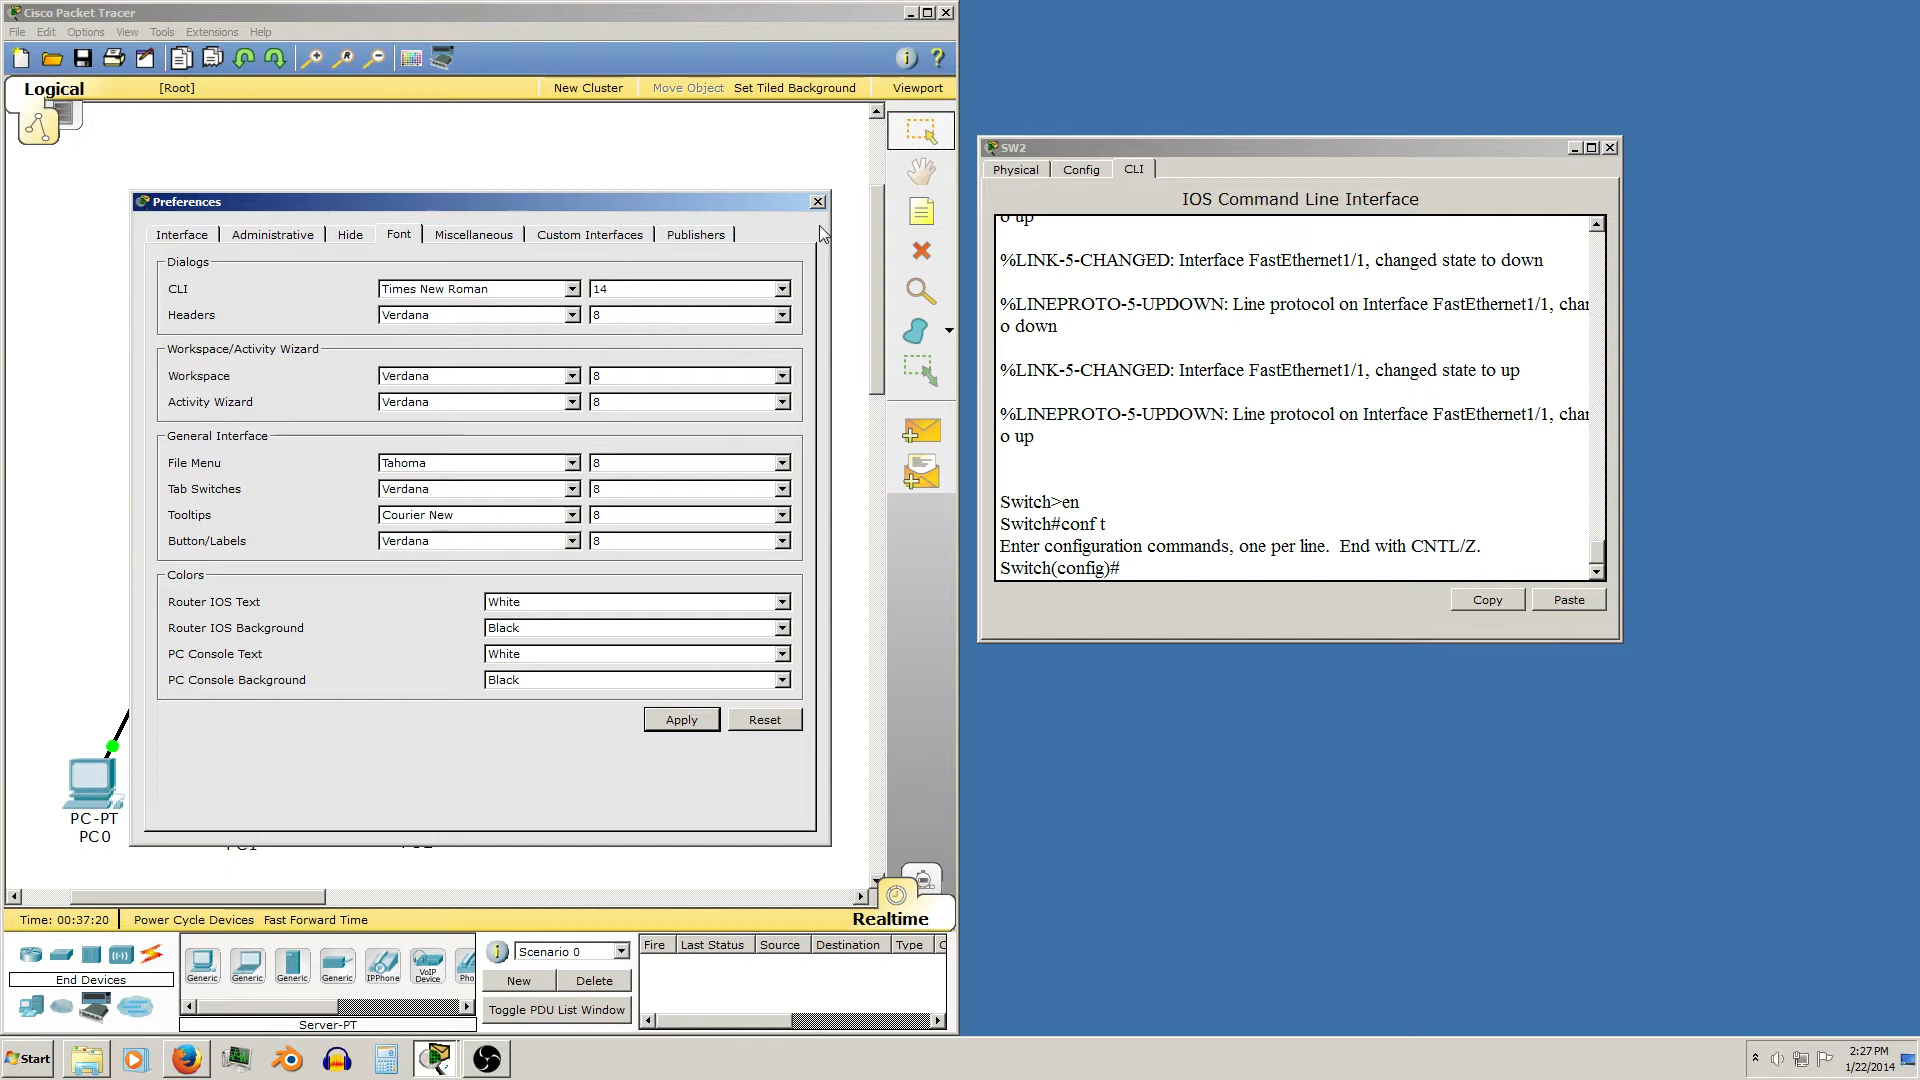 Cisco Packet Tracer
File Edit Options View Tools Extensions Help
Logical
[Root]
New Cluster
Move Object
Set Tiled Background
Viewport
Preferences
Interface
Administrative
Hide
Font
Miscellaneous
Custom Interfaces
Publishers
Dialogs
CLI Times New Roman 14
Headers Verdana 8
Workspace/Activity Wizard
Workspace Verdana 8
Activity Wizard Verdana 8
General Interface
File Menu Tahoma 8
Tab Switches Verdana 8
Tooltips Courier New 8
Button/Labels Verdana 8
Colors
Router IOS Text White
Router IOS Background Black
PC Console Text White
PC Console Background Black
Apply
Reset
PC-PT
PC0
Time: 00:37:20
Power Cycle Devices Fast Forward Time
Realtime
End Devices
Generic
Generic
Generic
Generic
IPPhone
VoIP
Device
Pho
Server-PT
Scenario 0
New
Delete
Toggle PDU List Window
Fire Last Status Source Destination Type
SW2
Physical
Config
CLI
IOS Command Line Interface
o up
%LINK-5-CHANGED: Interface FastEthernet1/1, changed state to down
%LINEPROTO-5-UPDOWN: Line protocol on Interface FastEthernet1/1, chan
o down
%LINK-5-CHANGED: Interface FastEthernet1/1, changed state to up
%LINEPROTO-5-UPDOWN: Line protocol on Interface FastEthernet1/1, chan
o up
Switch>en
Switch#conf t
Enter configuration commands, one per line.  End with CNTL/Z.
Switch(config)#
Copy
Paste
Start
2:27 PM
1/22/2014